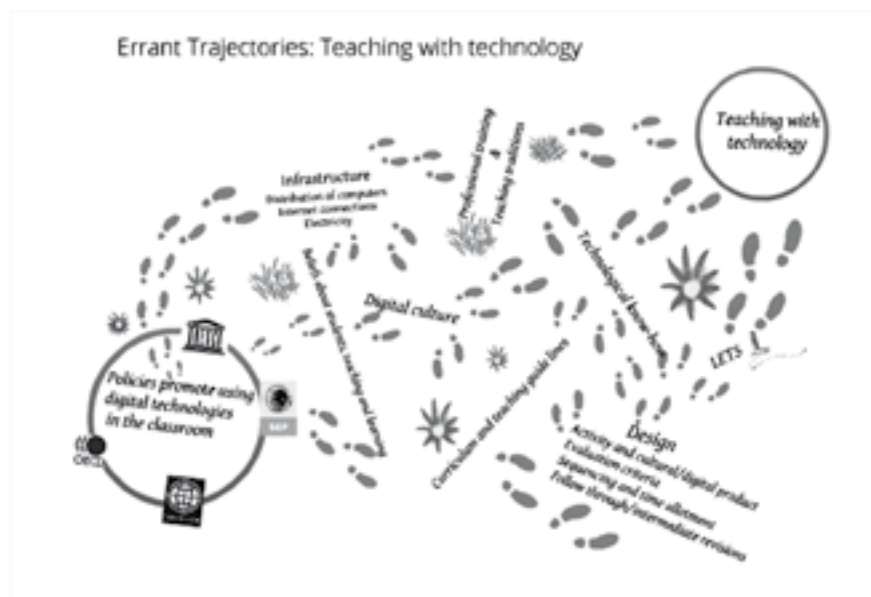 Errant Trajectories: Teaching with technology
Teaching with
technology
Professional training
&
Teaching traditions
Infrastructure
Distribution of computers
Internet connections
Electricity
Technological know-how
Beliefs about students, teaching and learning
Digital culture
LETS
Policies promote using
digital technologies
in the classroom
SEP
OECD
Curriculum and teaching guide lines
Design
Activity and cultural/digital product
Evaluation criteria
Sequencing and time allotment
Follow through/intermediate revisions